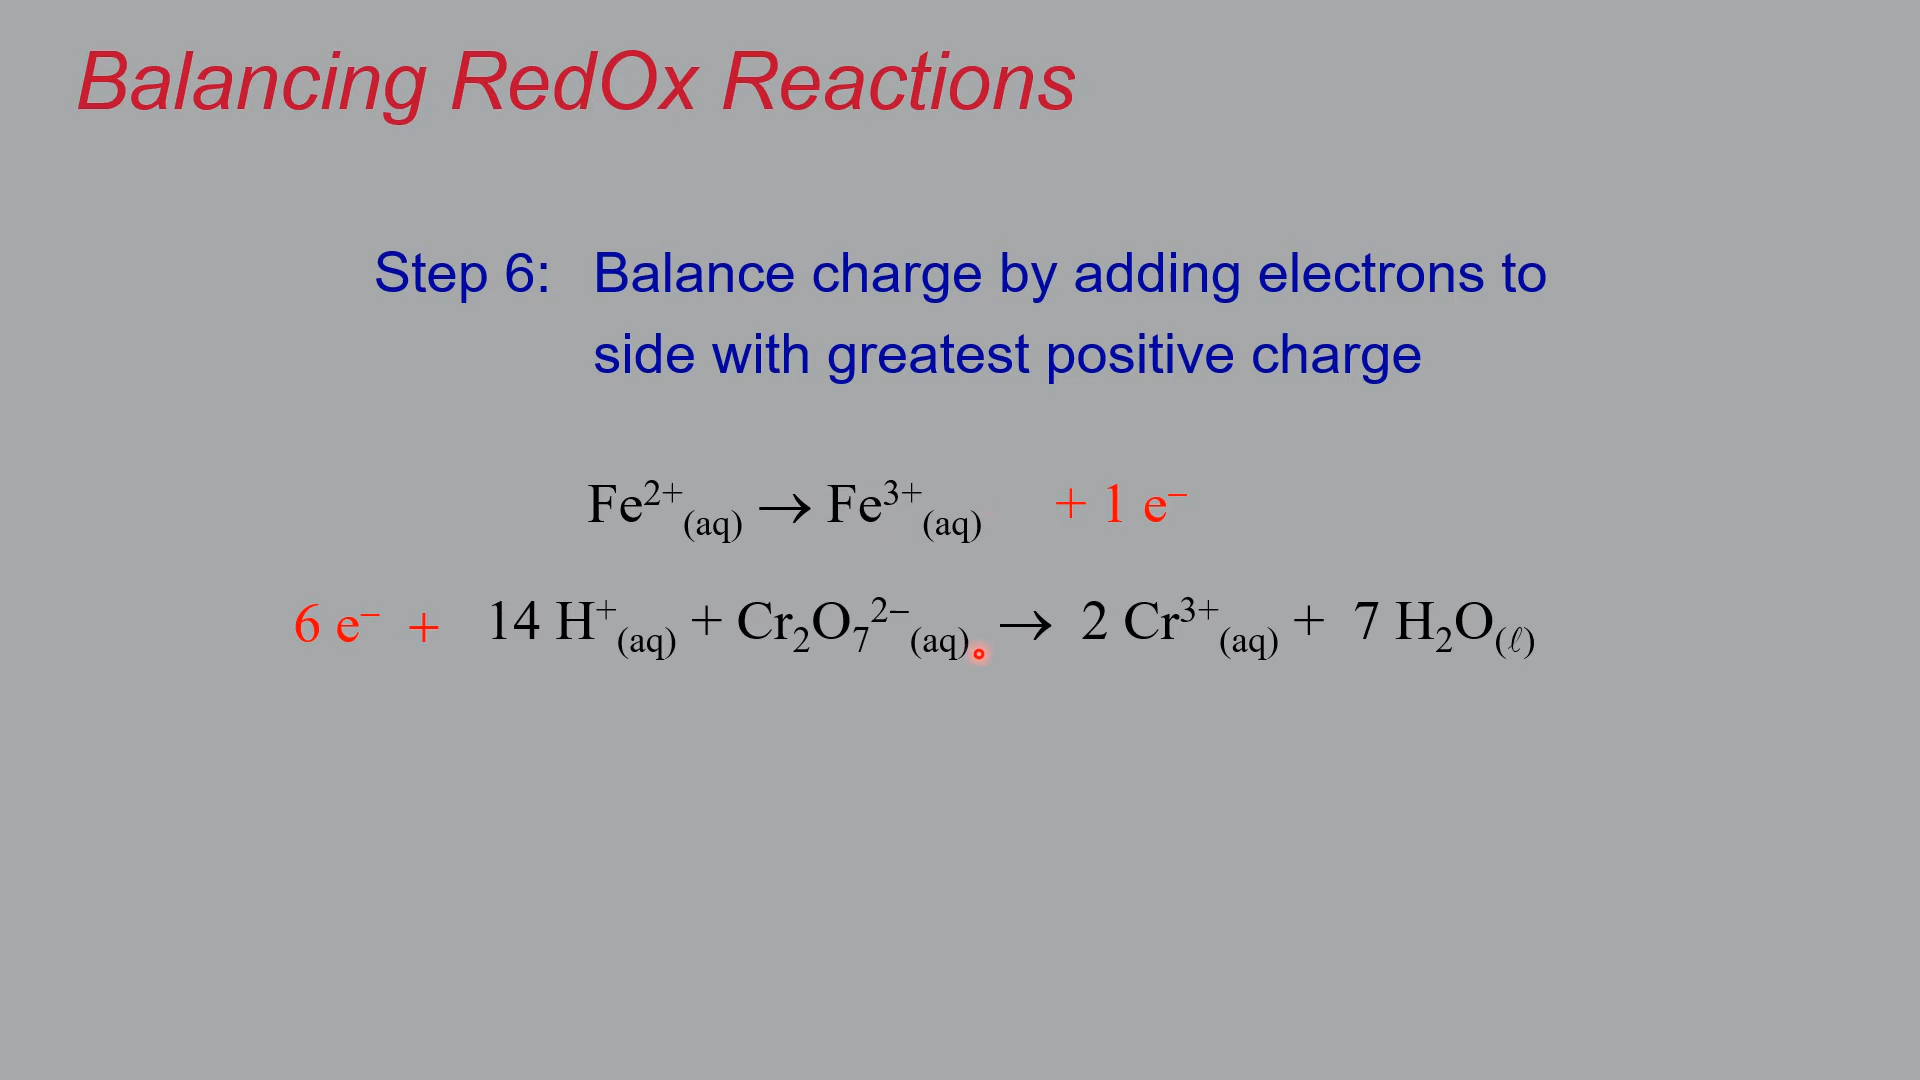 Balancing RedOx Reactions
Step 6: Balance charge by adding electrons to
side with greatest positive charge
Fe²⁺(aq) → Fe³⁺(aq) + 1 e⁻
6 e⁻ + 14 H⁺(aq) + Cr₂O₇²⁻(aq) → 2 Cr³⁺(aq) + 7 H₂O(ℓ)